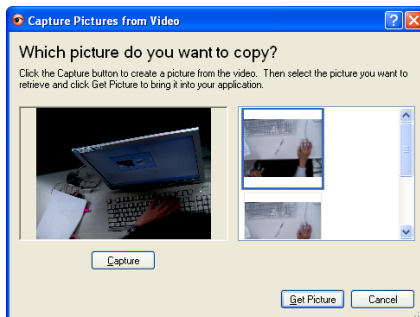 Capture Pictures from Video
Which picture do you want to copy?
Click the Capture button to create a picture from the video. Then select the picture you want to
retrieve and click Get Picture to bring it into your application.
Capture
Get Picture
Cancel